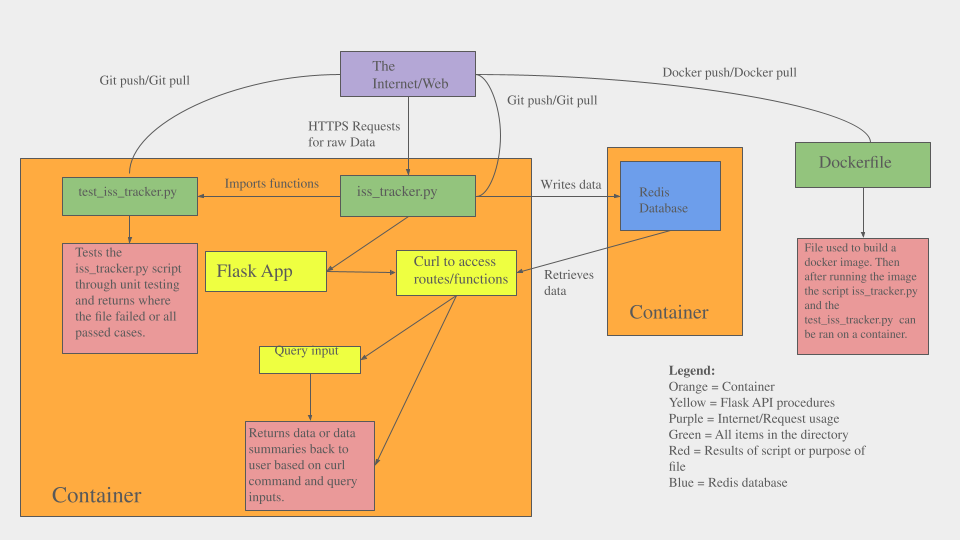 The
Internet/Web
Git push/Git pull
Docker push/Docker pull
Git push/Git pull
HTTPS Requests
for raw Data
test_iss_tracker.py
Imports functions
iss_tracker.py
Writes data
Redis
Database
Dockerfile
Tests the
iss_tracker.py script
through unit testing
and returns where
the file failed or all
passed cases.
Flask App
Curl to access
routes/functions
Retrieves
data
Container
File used to build a
docker image. Then
after running the image
the script iss_tracker.py
and the
test_iss_tracker.py can
be ran on a container.
Query input
Returns data or data
summaries back to
user based on curl
command and query
inputs.
Container
Legend:
Orange = Container
Yellow = Flask API procedures
Purple = Internet/Request usage
Green = All items in the directory
Red = Results of script or purpose of
file
Blue = Redis database